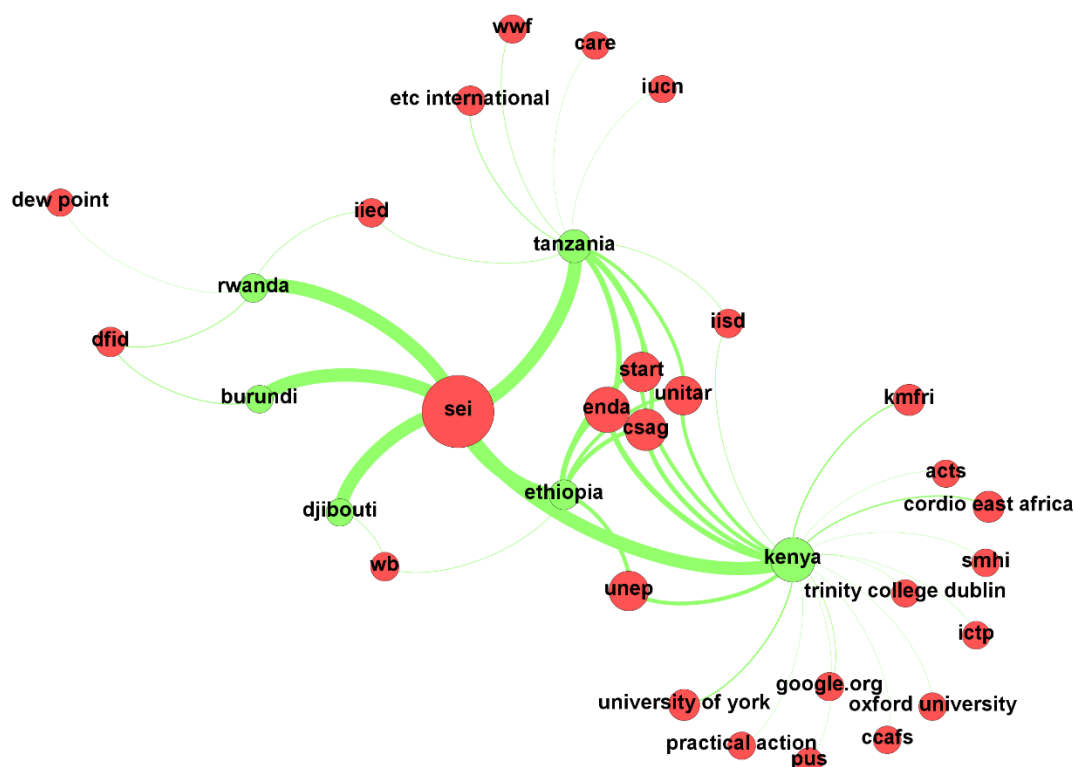 wwf
care
etc international
iucn
dew point
iied
tanzania
rwanda
iisd
dfid
start
unitar
burundi
kmfri
sei
enda
csag
acts
ethiopia
cordio east africa
djibouti
kenya
wb
smhi
unep
trinity college dublin
ictp
google.org
university of york
oxford university
ccafs
practical action
pus